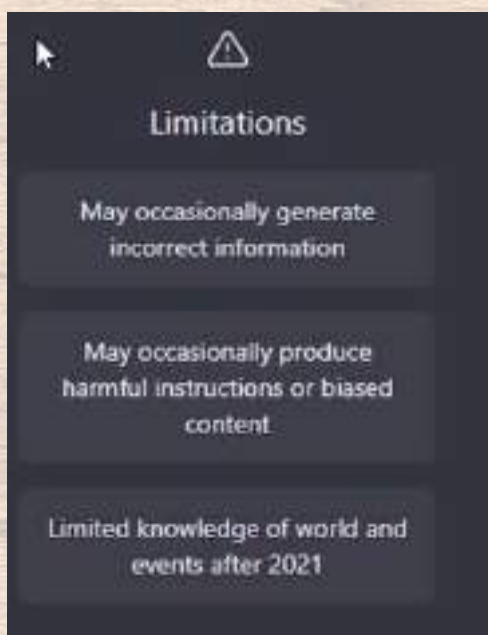 Limitations
May occasionally generate
incorrect information
May occasionally produce
harmful instructions or biased
content
Limited knowledge of world and
events after 2021